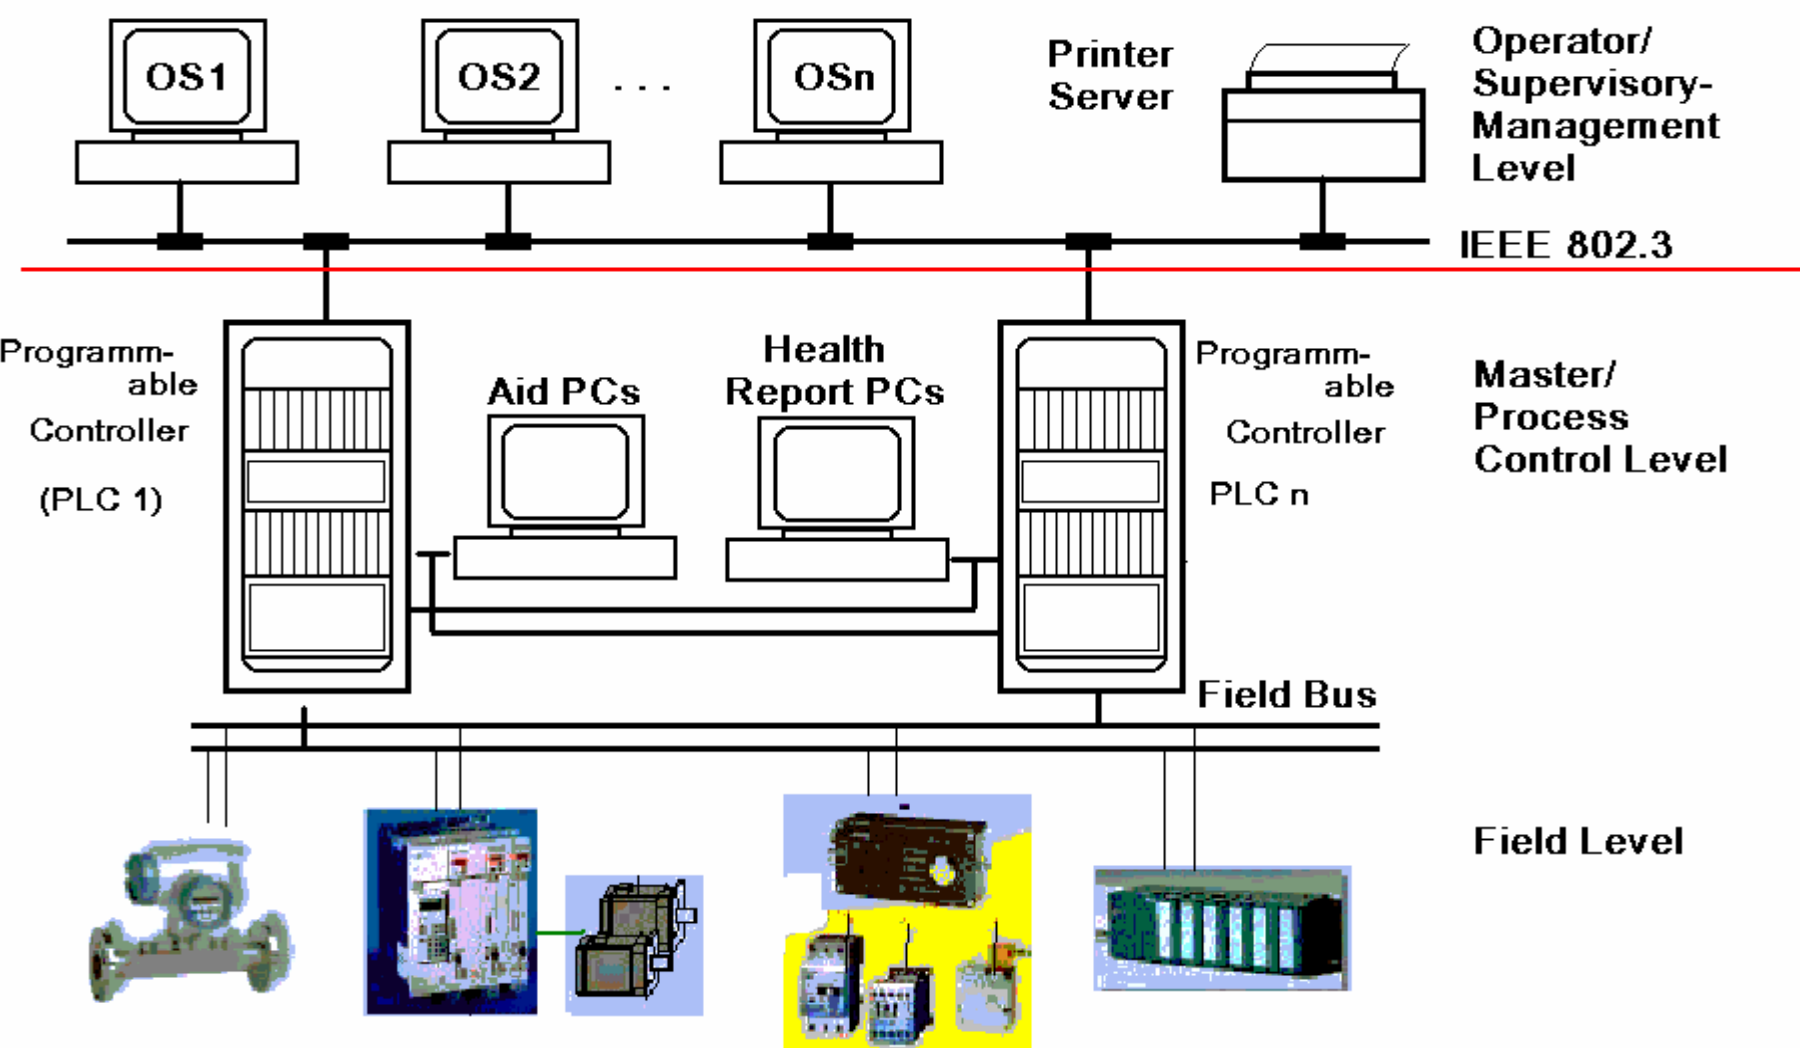 OS1
OS2
. . .
OSn
Printer
Server
Operator/
Supervisory-
Management
Level
IEEE 802.3
Programm-
able
Controller
(PLC 1)
Aid PCs
Health
Report PCs
Programm-
able
Controller
PLC n
Master/
Process
Control Level
Field Bus
Field Level